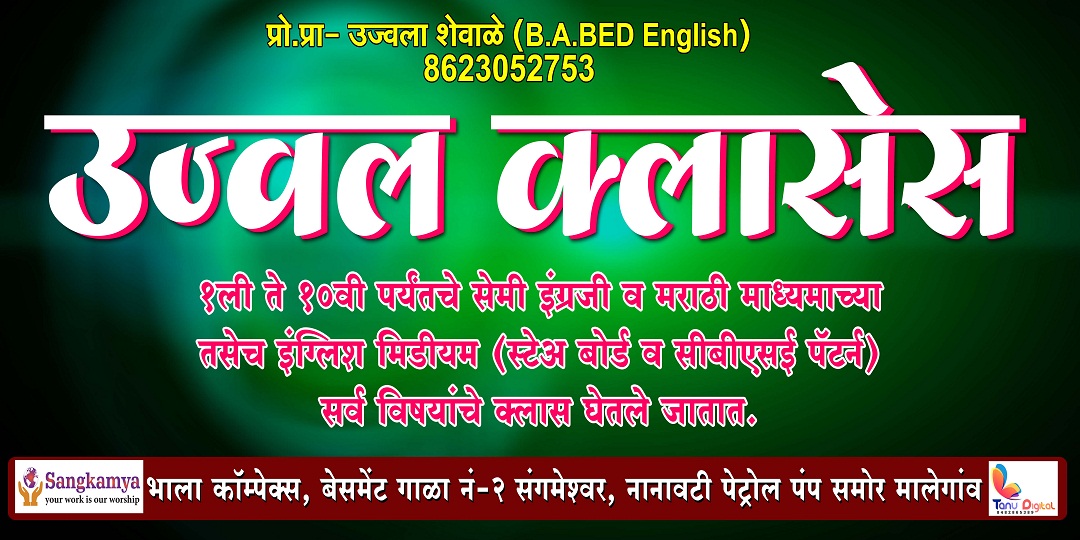 प्रो.प्रा- उज्वला शेवाळे (B.A.BED English)
8623052753
उज्वल क्लासेस
१ली ते १०वी पर्यंतचे सेमी इंग्रजी व मराठी माध्यमाच्या
तसेच इंग्लिश मिडीयम (स्टेअ बोर्ड व सीबीएसई पॅटर्न)
सर्व विषयांचे क्लास घेतले जातात.
Sangkamya
your work is our worship
भाला कॉम्पेक्स, बेसमेंट गाळा नं-२ संगमेश्वर, नानावटी पेट्रोल पंप समोर मालेगांव
Tanu Digital